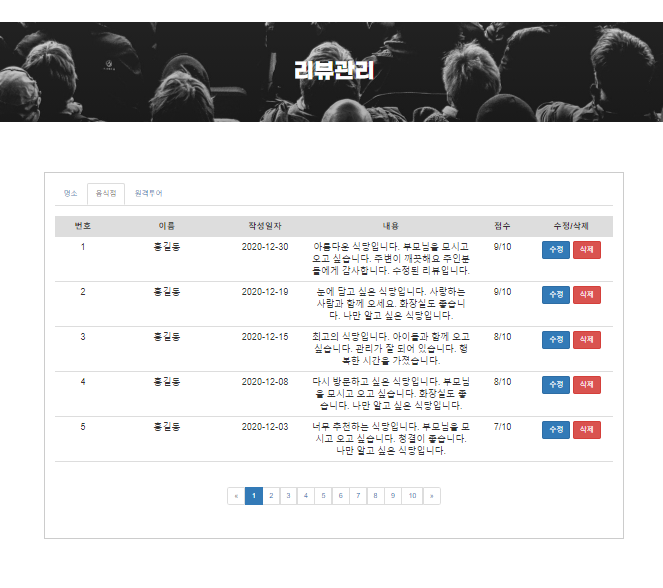 리뷰관리
명소 음식점 원격투어
번호 이름 작성일자 내용 점수 수정/삭제
1 홍길동 2020-12-30 아름다운 식당입니다. 부모님을 모시고 9/10 수정 삭제
오고 싶습니다. 주변이 깨끗해요 주인분
들에게 감사합니다. 수정된 리뷰입니다.
2 홍길동 2020-12-19 눈에 담고 싶은 식당입니다. 사랑하는 9/10 수정 삭제
사람과 함께 오세요. 화장실도 좋습니
다. 나만 알고 싶은 식당입니다.
3 홍길동 2020-12-15 최고의 식당입니다. 아이들과 함께 오고 8/10 수정 삭제
싶습니다. 관리가 잘 되어 있습니다. 행
복한 시간을 가졌습니다.
4 홍길동 2020-12-08 다시 방문하고 싶은 식당입니다. 부모님 8/10 수정 삭제
을 모시고 오고 싶습니다. 화장실도 좋
습니다. 나만 알고 싶은 식당입니다.
5 홍길동 2020-12-03 너무 추천하는 식당입니다. 부모님을 모 7/10 수정 삭제
시고 오고 싶습니다. 청결이 좋습니다.
나만 알고 싶은 식당입니다.
« 1 2 3 4 5 6 7 8 9 10 »